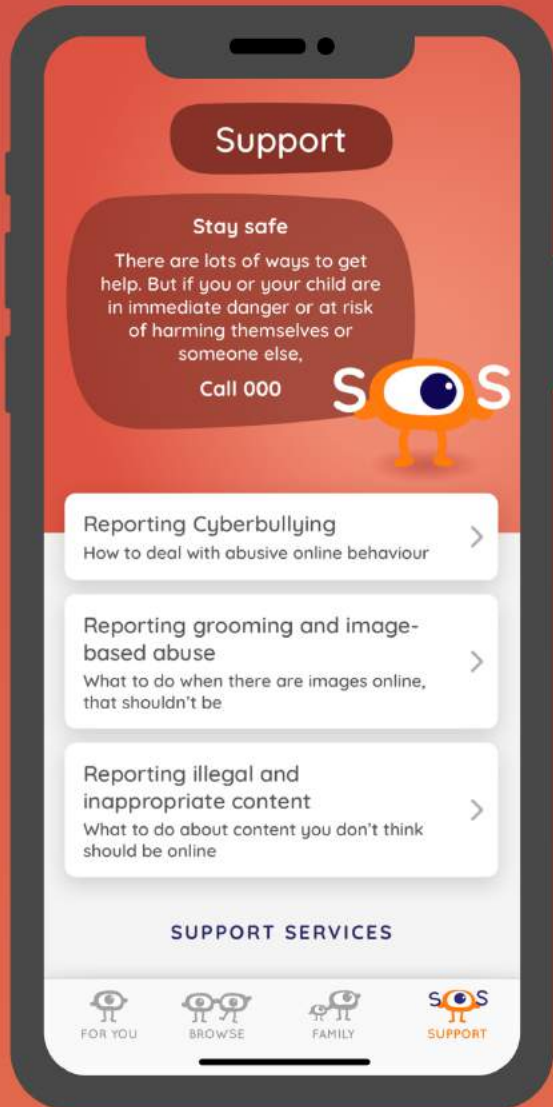 Support
Stay safe
There are lots of ways to get
help. But if you or your child are
in immediate danger or at risk
of harming themselves or
someone else,
Call 000
SOS
Reporting Cyberbullying
How to deal with abusive online behaviour
Reporting grooming and image-
based abuse
What to do when there are images online,
that shouldn't be
Reporting illegal and
inappropriate content
What to do about content you don't think
should be online
SUPPORT SERVICES
SOS
FOR YOU BROWSE FAMILY SUPPORT